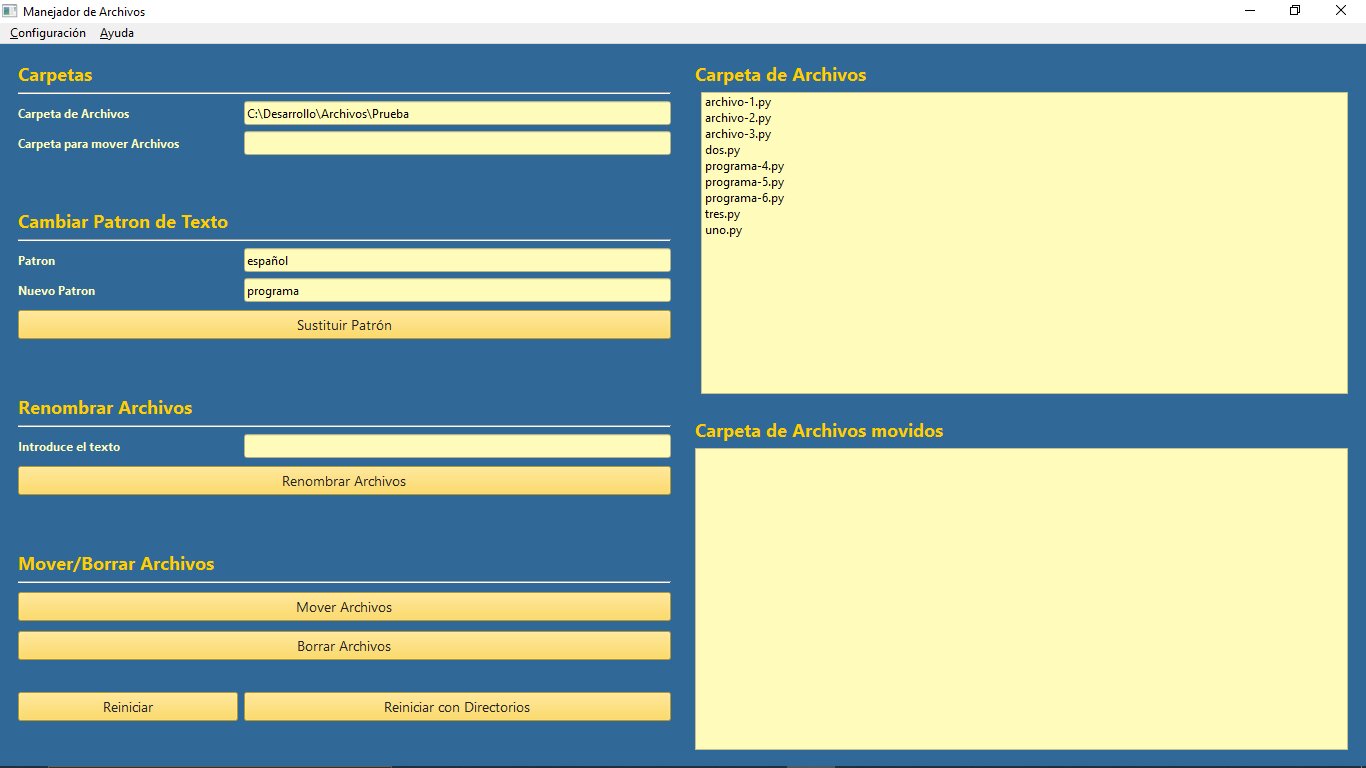 Manejador de Archivos
Configuración Ayuda
Carpetas
Carpeta de Archivos C:\Desarrollo\Archivos\Prueba
Carpeta para mover Archivos
Cambiar Patron de Texto
Patron español
Nuevo Patron programa
Sustituir Patrón
Renombrar Archivos
Introduce el texto
Renombrar Archivos
Mover/Borrar Archivos
Mover Archivos
Borrar Archivos
Reiniciar Reiniciar con Directorios
Carpeta de Archivos
archivo-1.py
archivo-2.py
archivo-3.py
dos.py
programa-4.py
programa-5.py
programa-6.py
tres.py
uno.py
Carpeta de Archivos movidos